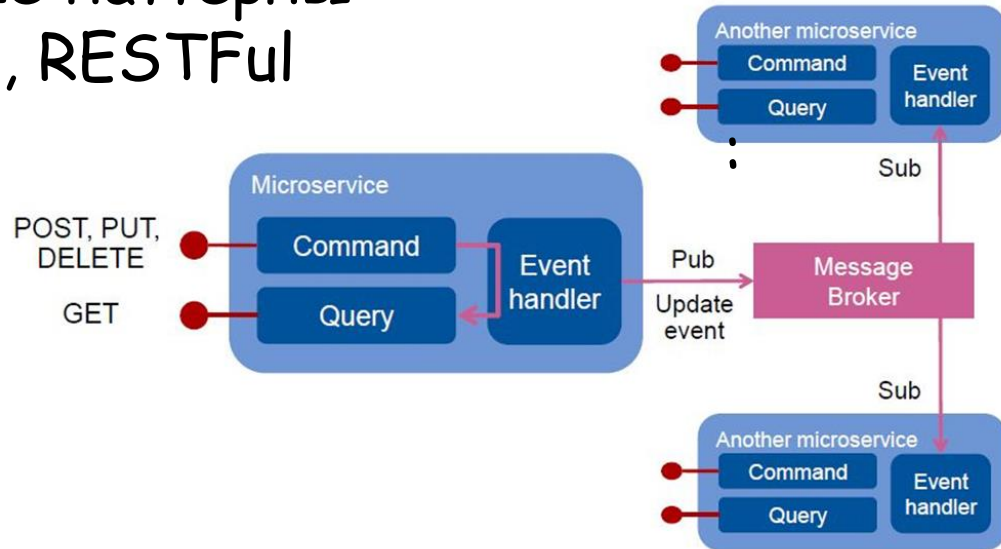 , RESTFul
Another microservice
Command
Query
Event
handler
:
Sub
Microservice
POST, PUT,
DELETE
GET
Command
Query
Event
handler
Pub
Update
event
Message
Broker
Sub
Another microservice
Command
Query
Event
handler